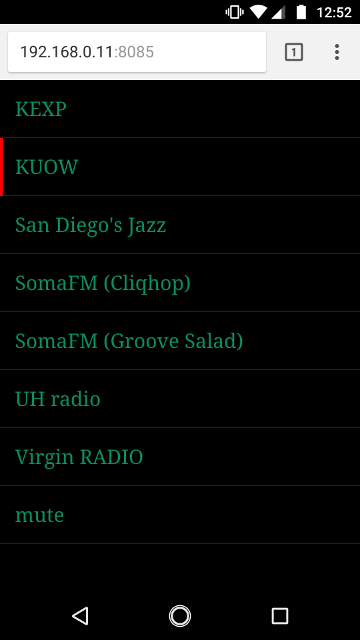 12:52
192.168.0.11:8085
1
KEXP
KUOW
San Diego's Jazz
SomaFM (Cliqhop)
SomaFM (Groove Salad)
UH radio
Virgin RADIO
mute